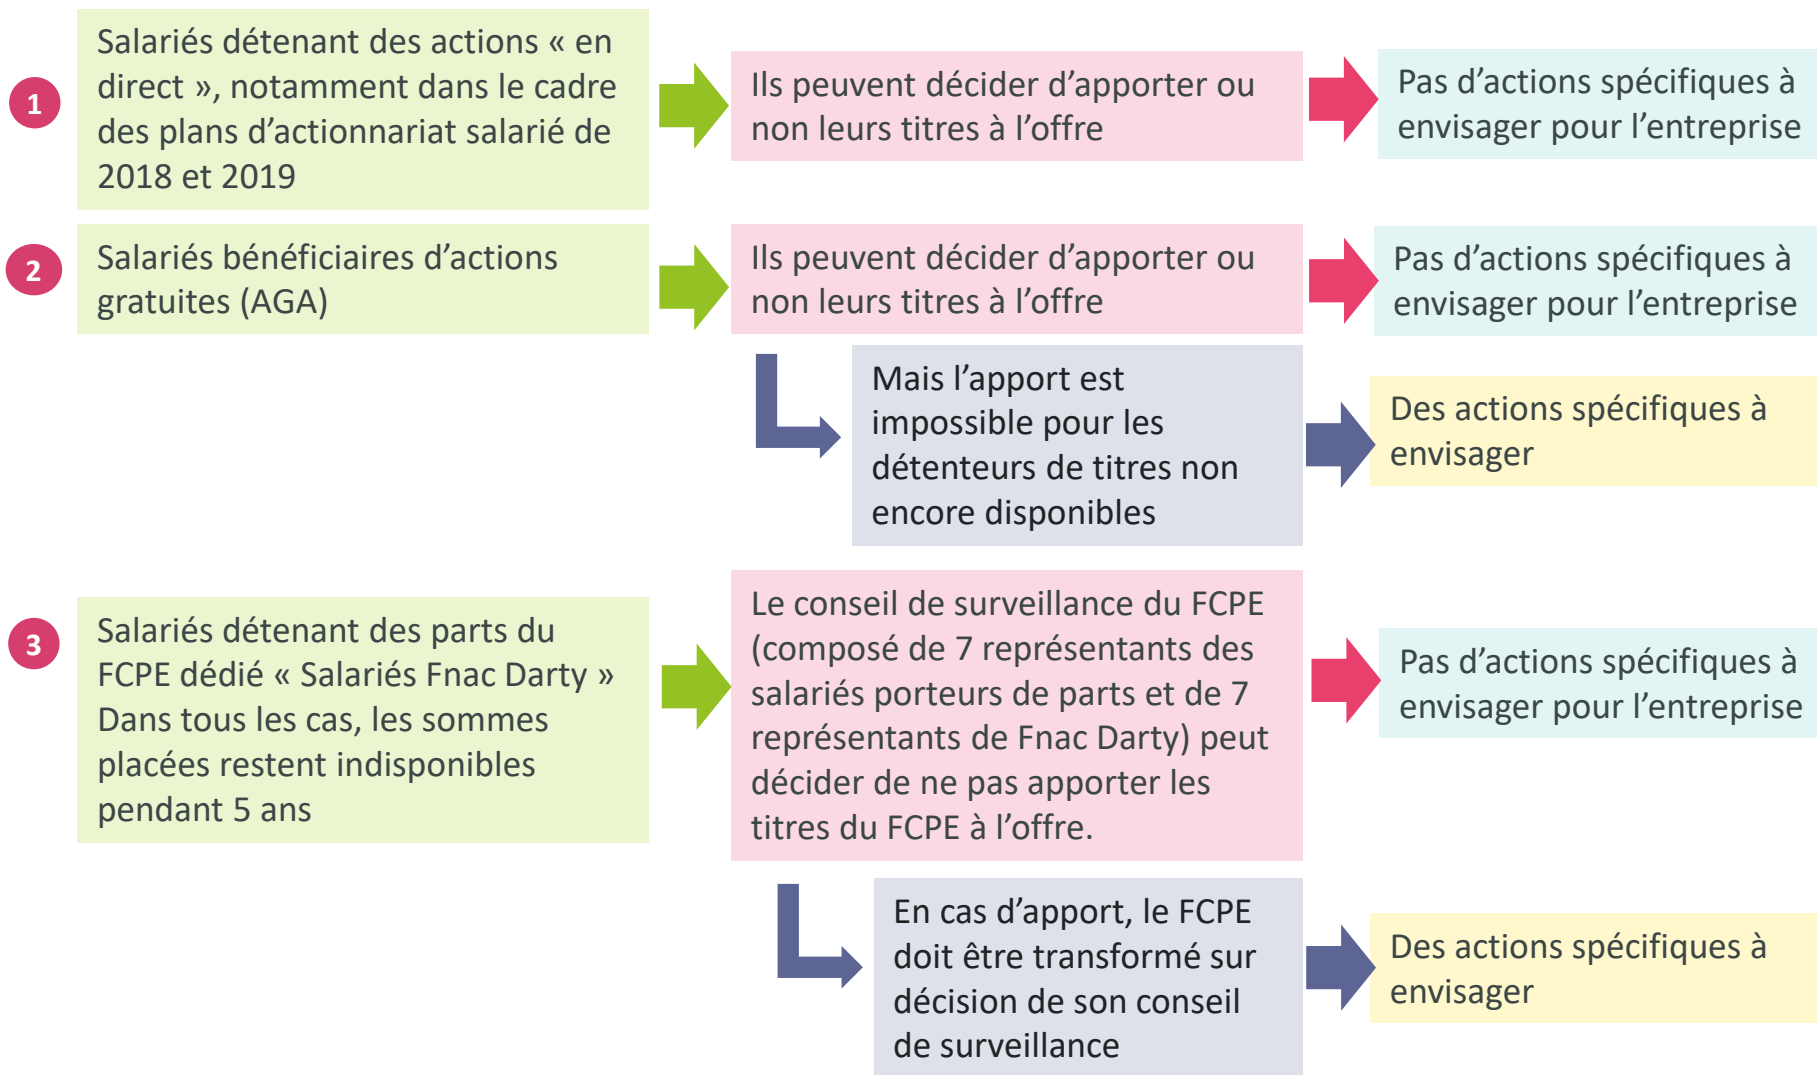 1
Salariés détenant des actions « en
direct », notamment dans le cadre
des plans d’actionnariat salarié de
2018 et 2019
Ils peuvent décider d’apporter ou
non leurs titres à l’offre
Pas d’actions spécifiques à
envisager pour l’entreprise
2
Salariés bénéficiaires d’actions
gratuites (AGA)
Ils peuvent décider d’apporter ou
non leurs titres à l’offre
Pas d’actions spécifiques à
envisager pour l’entreprise
Mais l’apport est
impossible pour les
détenteurs de titres non
encore disponibles
Des actions spécifiques à
envisager
3
Salariés détenant des parts du
FCPE dédié « Salariés Fnac Darty »
Dans tous les cas, les sommes
placées restent indisponibles
pendant 5 ans
Le conseil de surveillance du FCPE
(composé de 7 représentants des
salariés porteurs de parts et de 7
représentants de Fnac Darty) peut
décider de ne pas apporter les
titres du FCPE à l’offre.
Pas d’actions spécifiques à
envisager pour l’entreprise
En cas d’apport, le FCPE
doit être transformé sur
décision de son conseil
de surveillance
Des actions spécifiques à
envisager